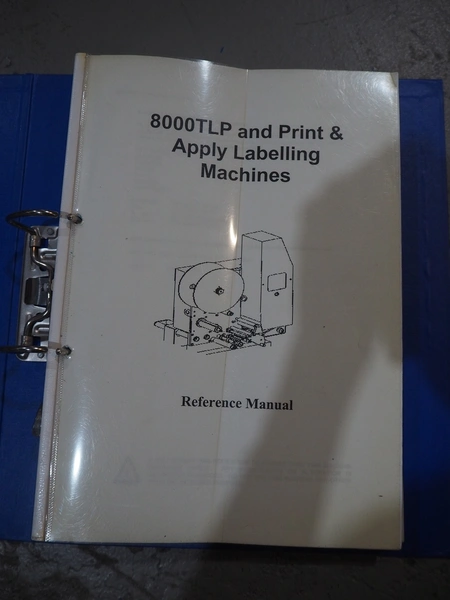 8000TLP and Print &
Apply Labelling
Machines
Reference Manual